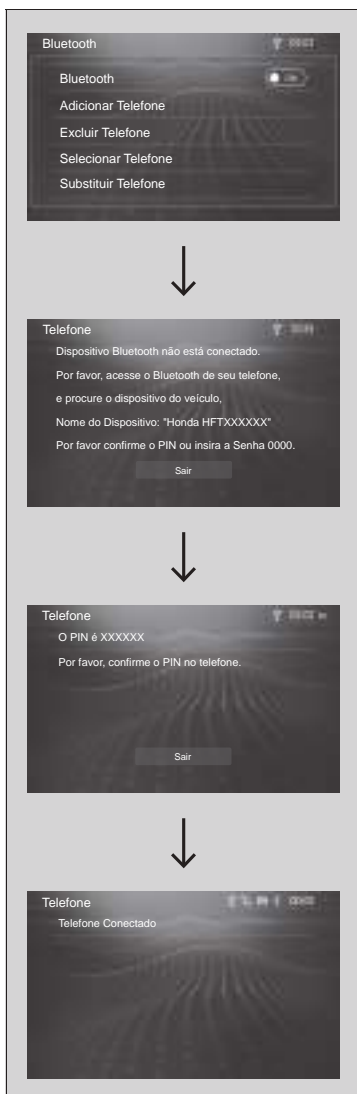 Bluetooth
Bluetooth
Adicionar Telefone
Excluir Telefone
Selecionar Telefone
Substituir Telefone
Telefone
Dispositivo Bluetooth não está conectado.
Por favor, acesse o Bluetooth de seu telefone,
e procure o dispositivo do veículo,
Nome do Dispositivo: "Honda HFTXXXXXX"
Por favor confirme o PIN ou insira a Senha 0000.
Sair
Telefone
O PIN é XXXXXX
Por favor, confirme o PIN no telefone.
Sair
Telefone
Telefone Conectado